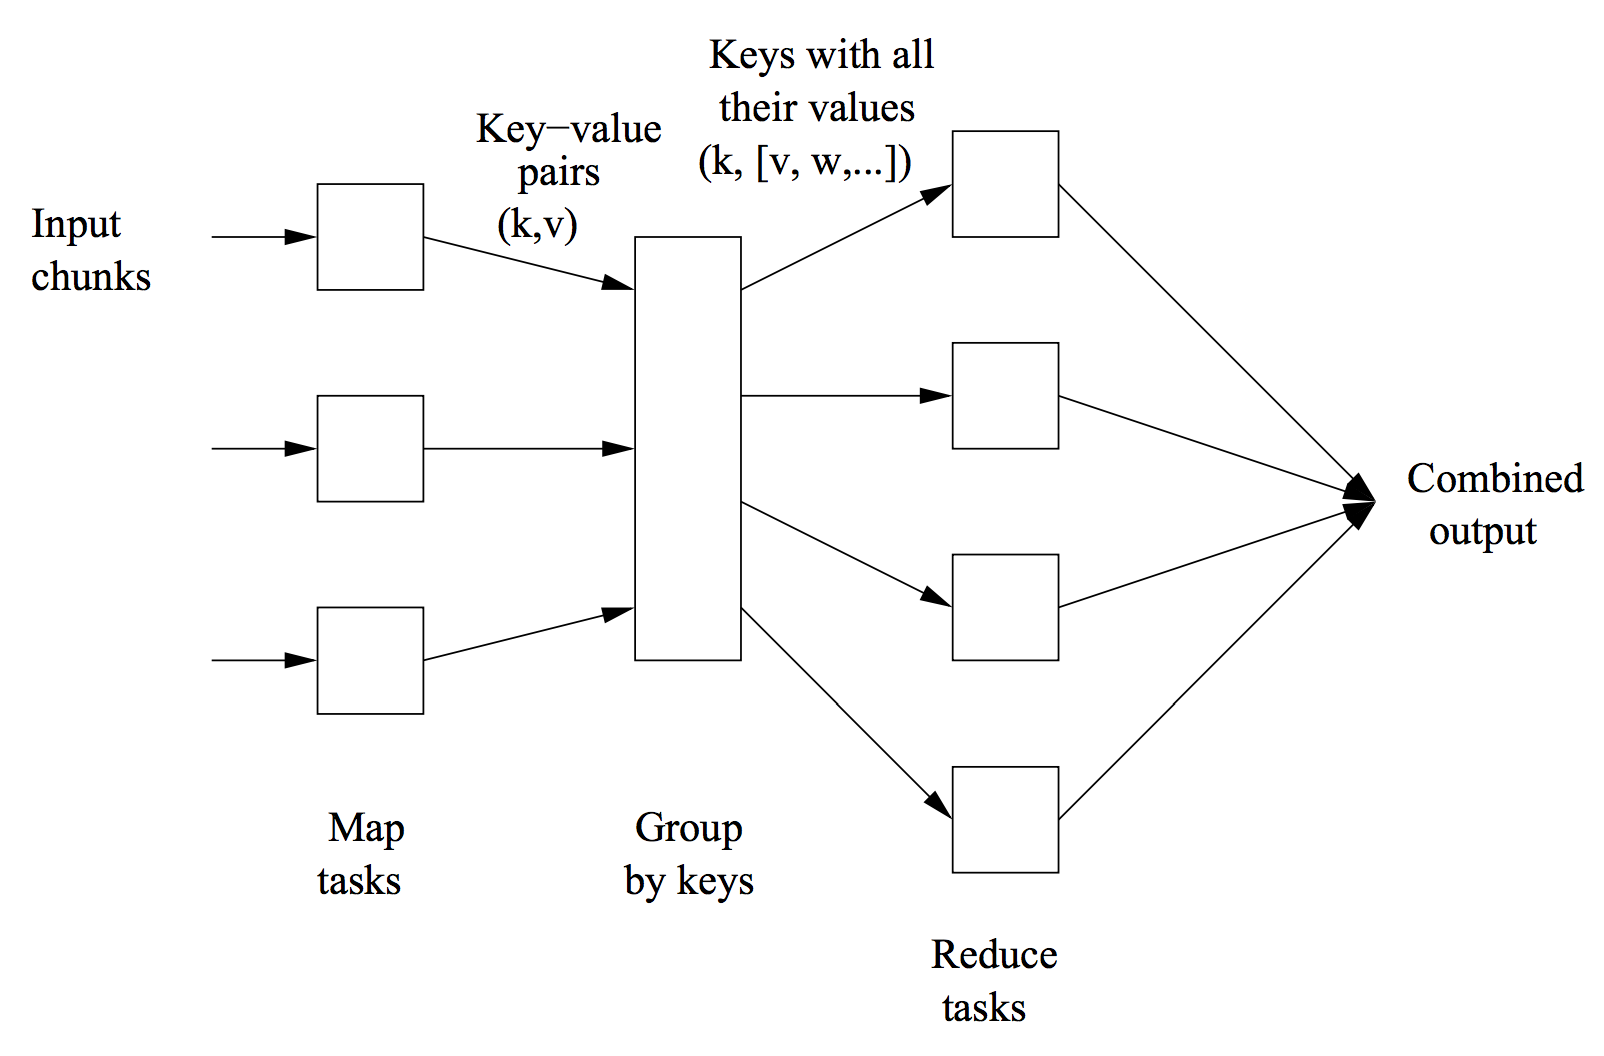 Keys with all
their values
(k, [v, w,...])
Key−value
pairs
(k,v)
Input
chunks
Combined
output
Map
tasks
Group
by keys
Reduce
tasks